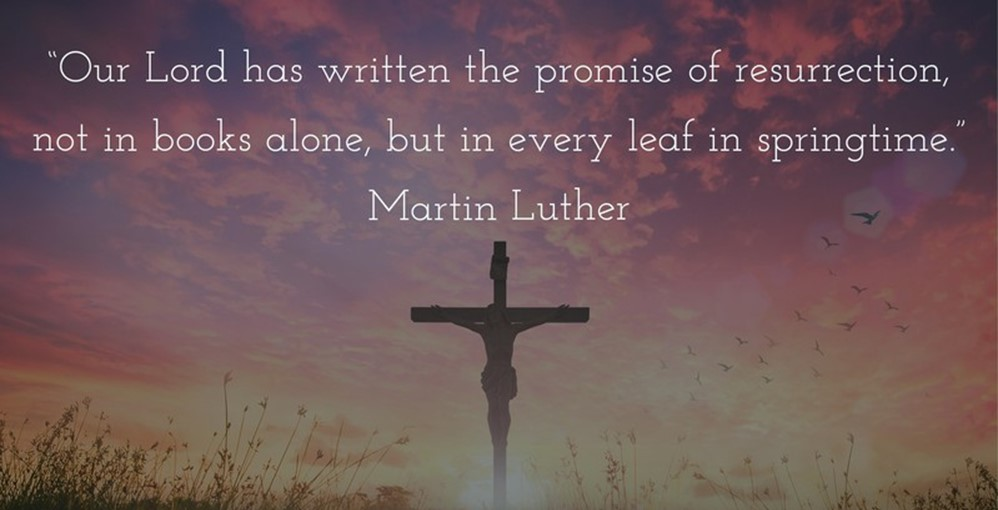 “Our Lord has written the promise of resurrection,
not in books alone, but in every leaf in springtime.”
Martin Luther